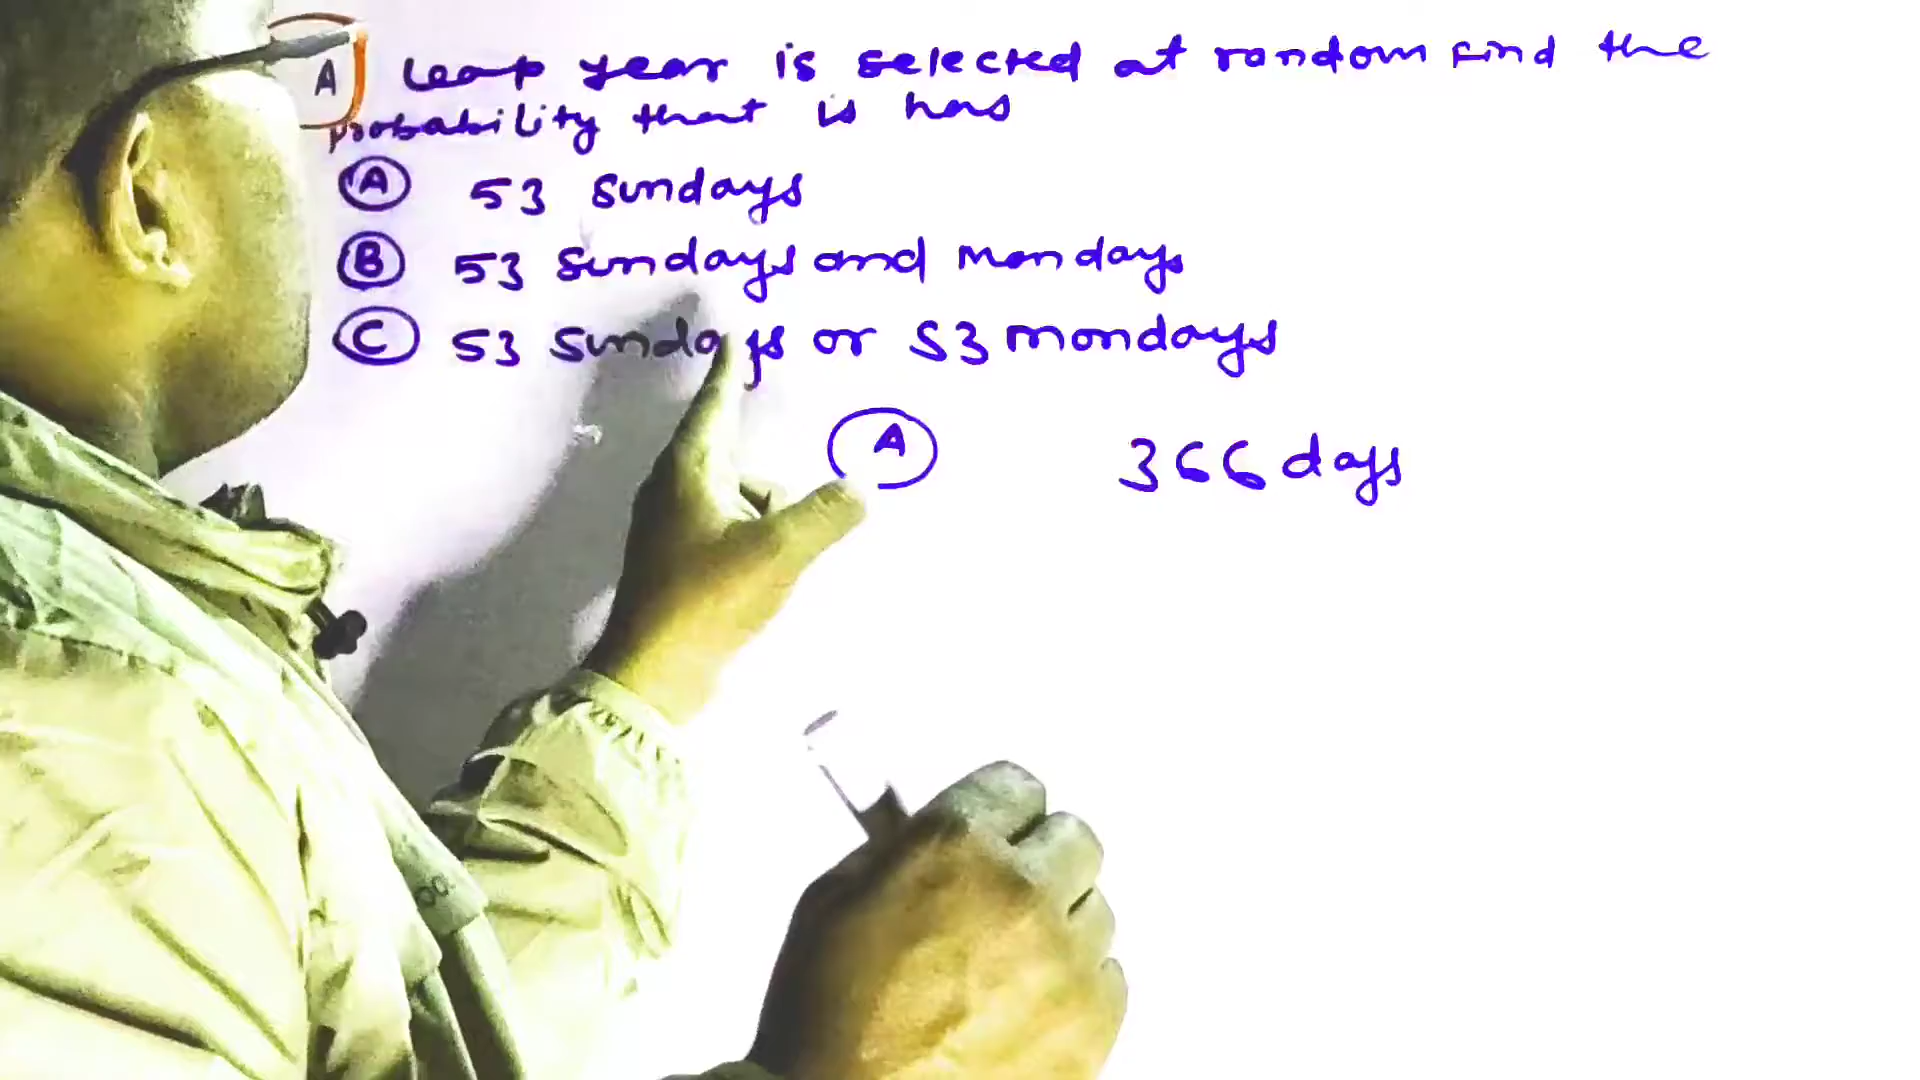 A leap year is selected at random find the
probability that is has
A 53 sundays
B 53 sundays and mondays
C 53 sundays or 53 mondays
A 366 days